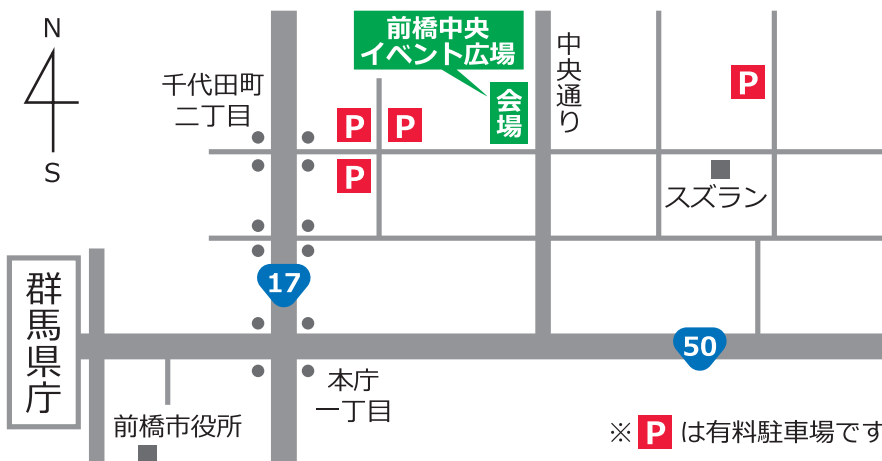 N
S
前橋中央
イベント広場
会場
中央通り
千代田町
二丁目
P
P
P
P
スズラン
17
群馬県庁
50
本庁
一丁目
前橋市役所
※ P は有料駐車場です